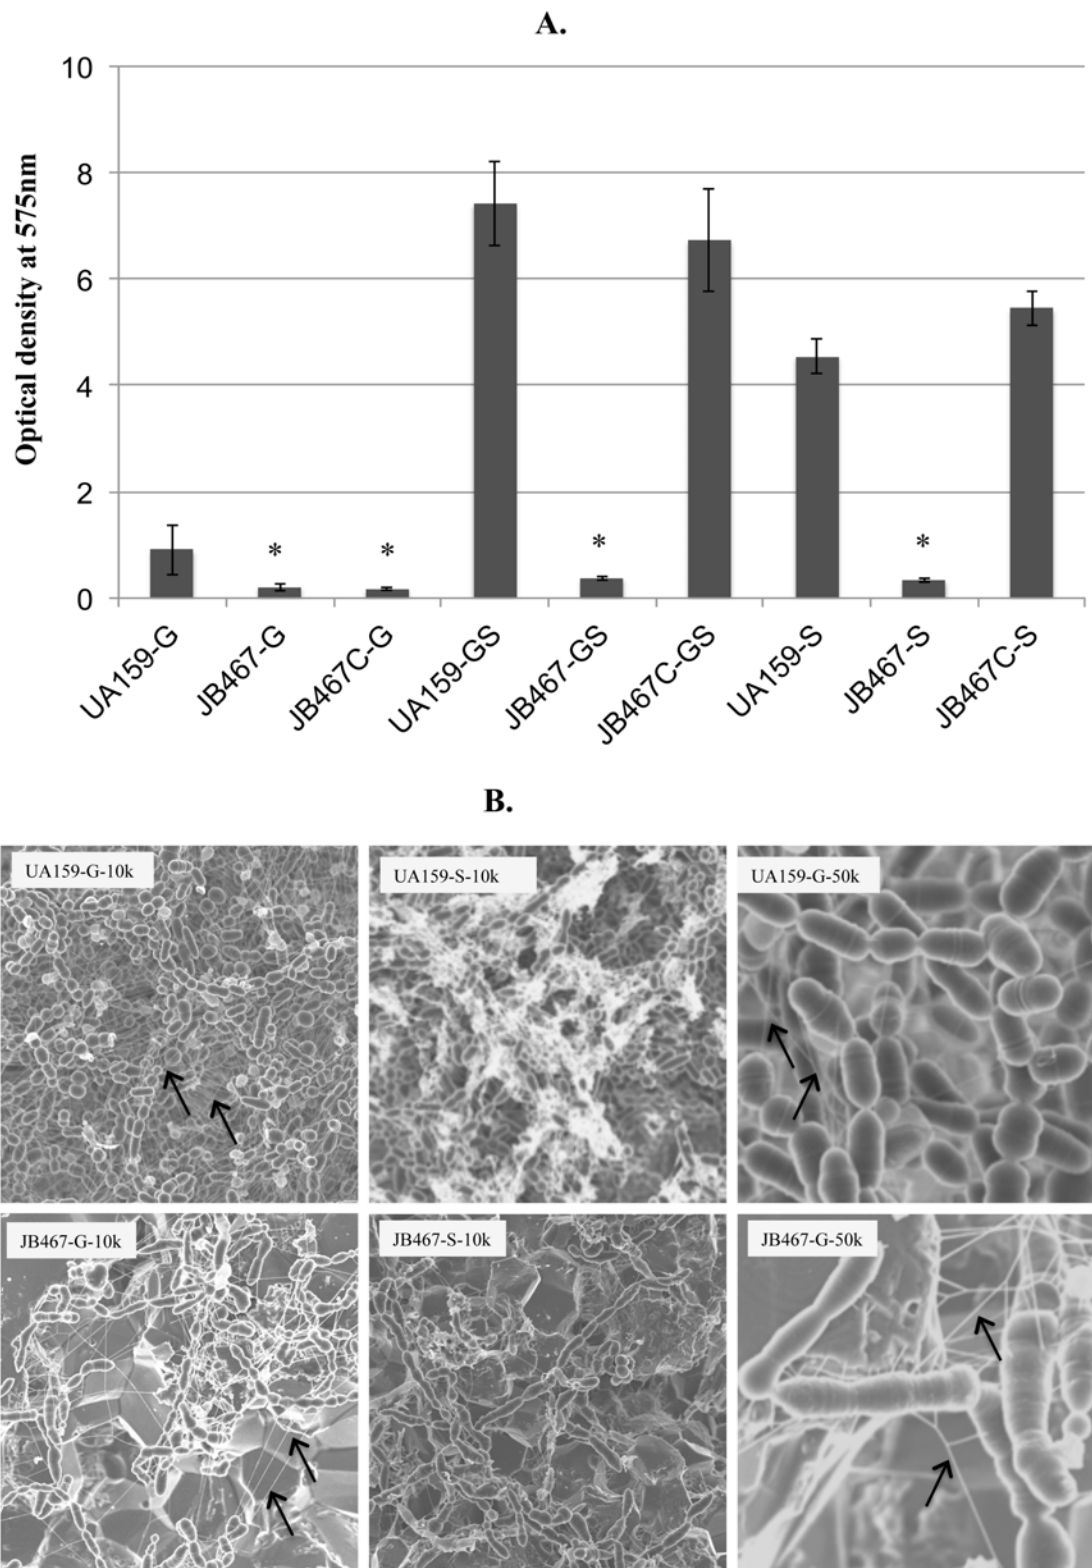 A.
Optical density at 575nm
10
8
6
4
2
0
*
*
*
*
UA159-G
JB467-G
JB467C-G
UA159-GS
JB467-GS
JB467C-GS
UA159-S
JB467-S
JB467C-S
B.
UA159-G-10k
UA159-S-10k
UA159-G-50k
JB467-G-10k
JB467-S-10k
JB467-G-50k